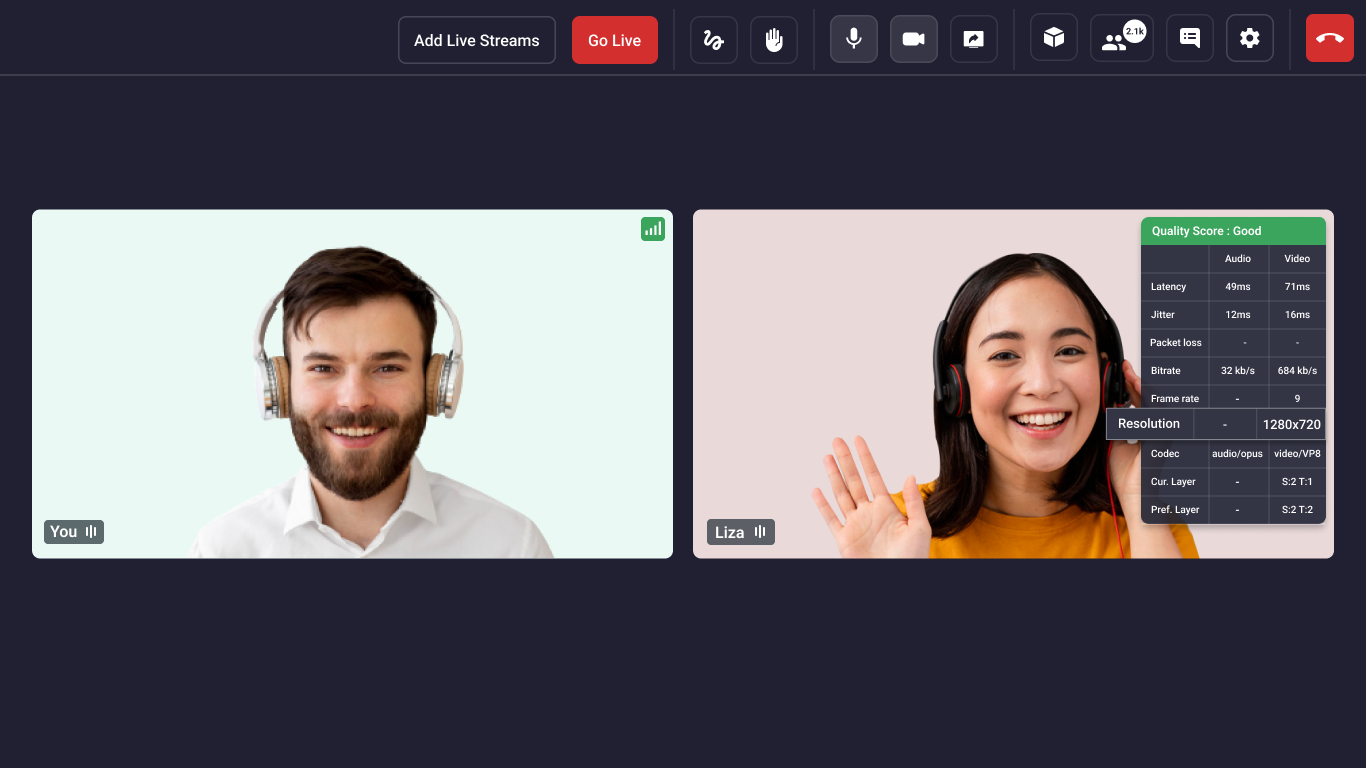 Add Live Streams Go Live 2.1k
Quality Score : Good
Audio Video
Latency 49ms 71ms
Jitter 12ms 16ms
Packet loss - -
Bitrate 32 kb/s 684 kb/s
Frame rate - 9
Resolution - 1280x720
Codec audio/opus video/VP8
Cur. Layer - S:2 T:1
Pref. Layer - S:2 T:2
You
Liza